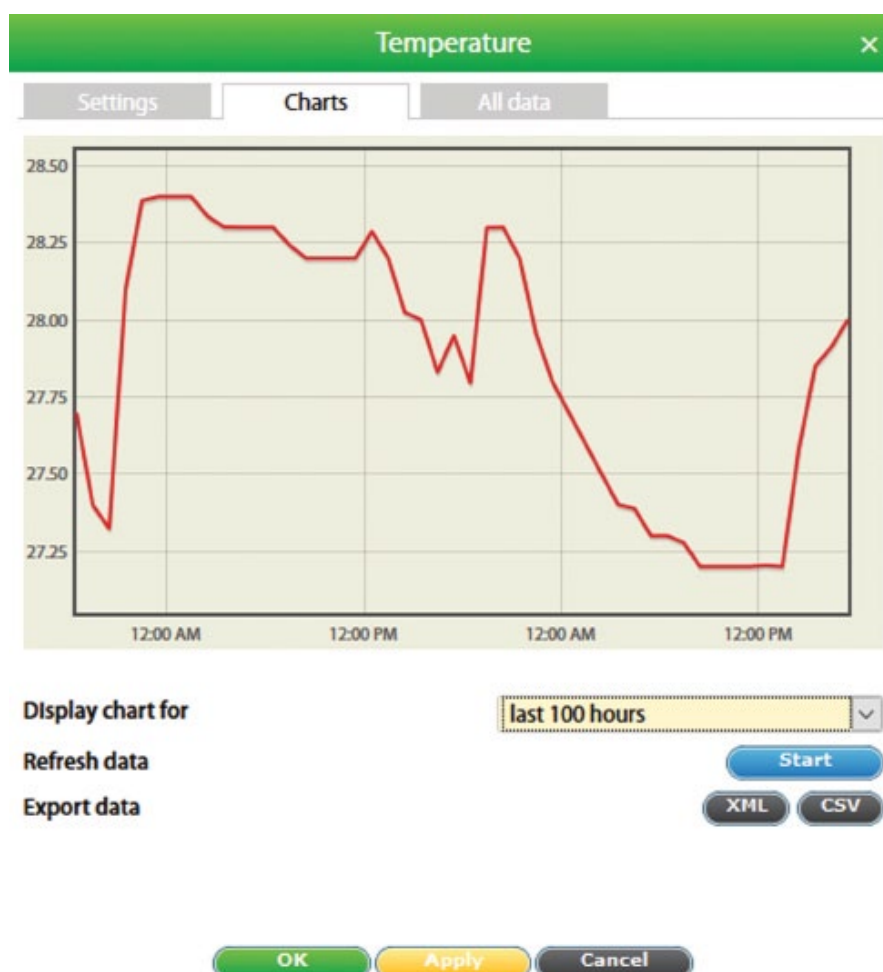 Temperature ×
Settings Charts All data
28.50
28.25
28.00
27.75
27.50
27.25
12:00 AM 12:00 PM 12:00 AM 12:00 PM
DIsplay chart for last 100 hours
Refresh data Start
Export data XML CSV
OK Apply Cancel